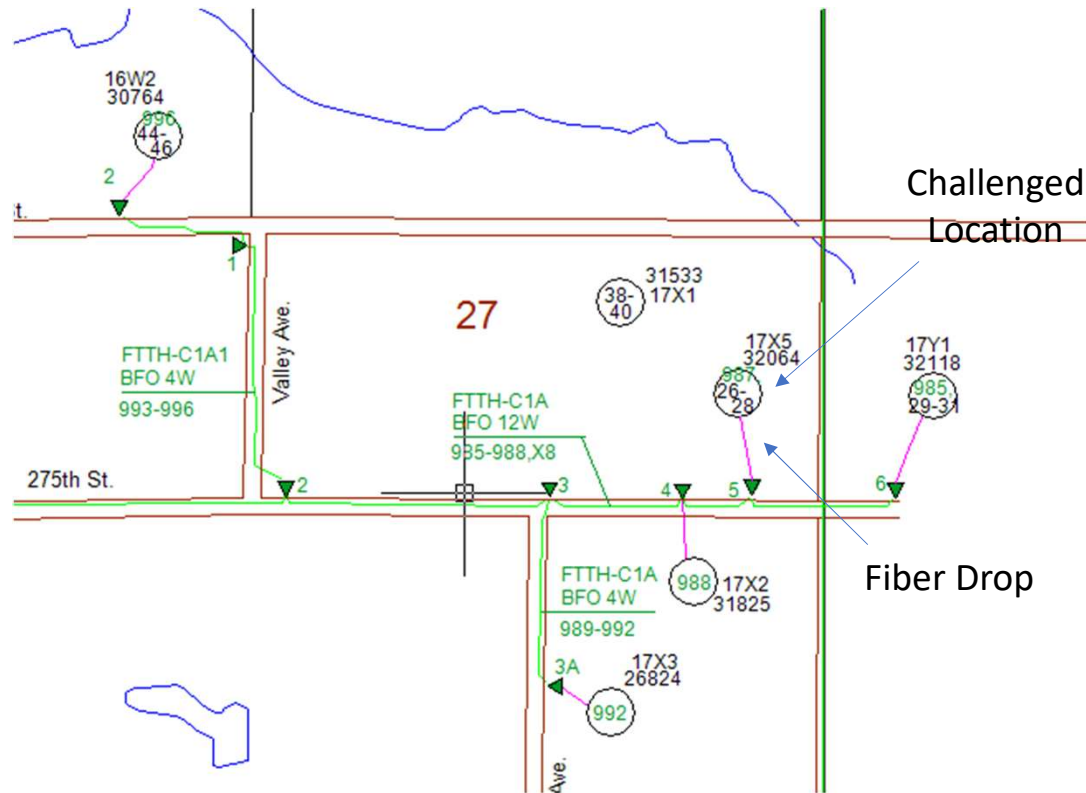 16W2
30764
996
44-
46
2
t.
1
Challenged
Location
31533
17X1
38-
40
27
Valley Ave.
17X5
32064
987
26-
28
17Y1
32118
985,
29-31
FTTH-C1A1
BFO 4W
993-996
FTTH-C1A
BFO 12W
985-988,X8
275th St.
2
3
4
5
6
Fiber Drop
988
17X2
31825
FTTH-C1A
BFO 4W
989-992
3A
17X3
26824
992
Ave.